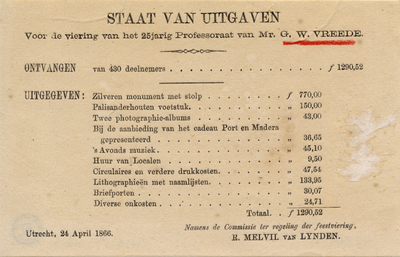 STAAT VAN UITGAVEN
Voor de viering van het 25jarig Professoraat van Mr. G. W. VREEDE.
ONTVANGEN van 430 deelnemers . . . . . . . . . . . . . . ƒ 1290,52
UITGEGEVEN: Zilveren monument met stolp . . . . . . . . ƒ 770,00
Palisanderhouten voetstuk . . . . . . . . . „ 150,00
Twee photographie-albums . . . . . . . . . „ 43,00
Bij de aanbieding van het cadeau Port en Madera
gepresenteerd . . . . . . . . . . . . . „ 36,65
's Avonds muziek . . . . . . . . . . . . „ 45,10
Huur van Localen . . . . . . . . . . . . „ 9,50
Circulaires en verdere drukkosten . . . . . . . „ 47,54
Lithographieën met naamlijsten . . . . . . . . „ 133,95
Briefporten . . . . . . . . . . . . . . „ 30,07
Diverse onkosten . . . . . . . . . . . . „ 24,71
Totaal . . ƒ 1290,52
Utrecht, 24 April 1866.
Namens de Commissie ter regeling der feestviering,
R. MELVIL VAN LYNDEN.